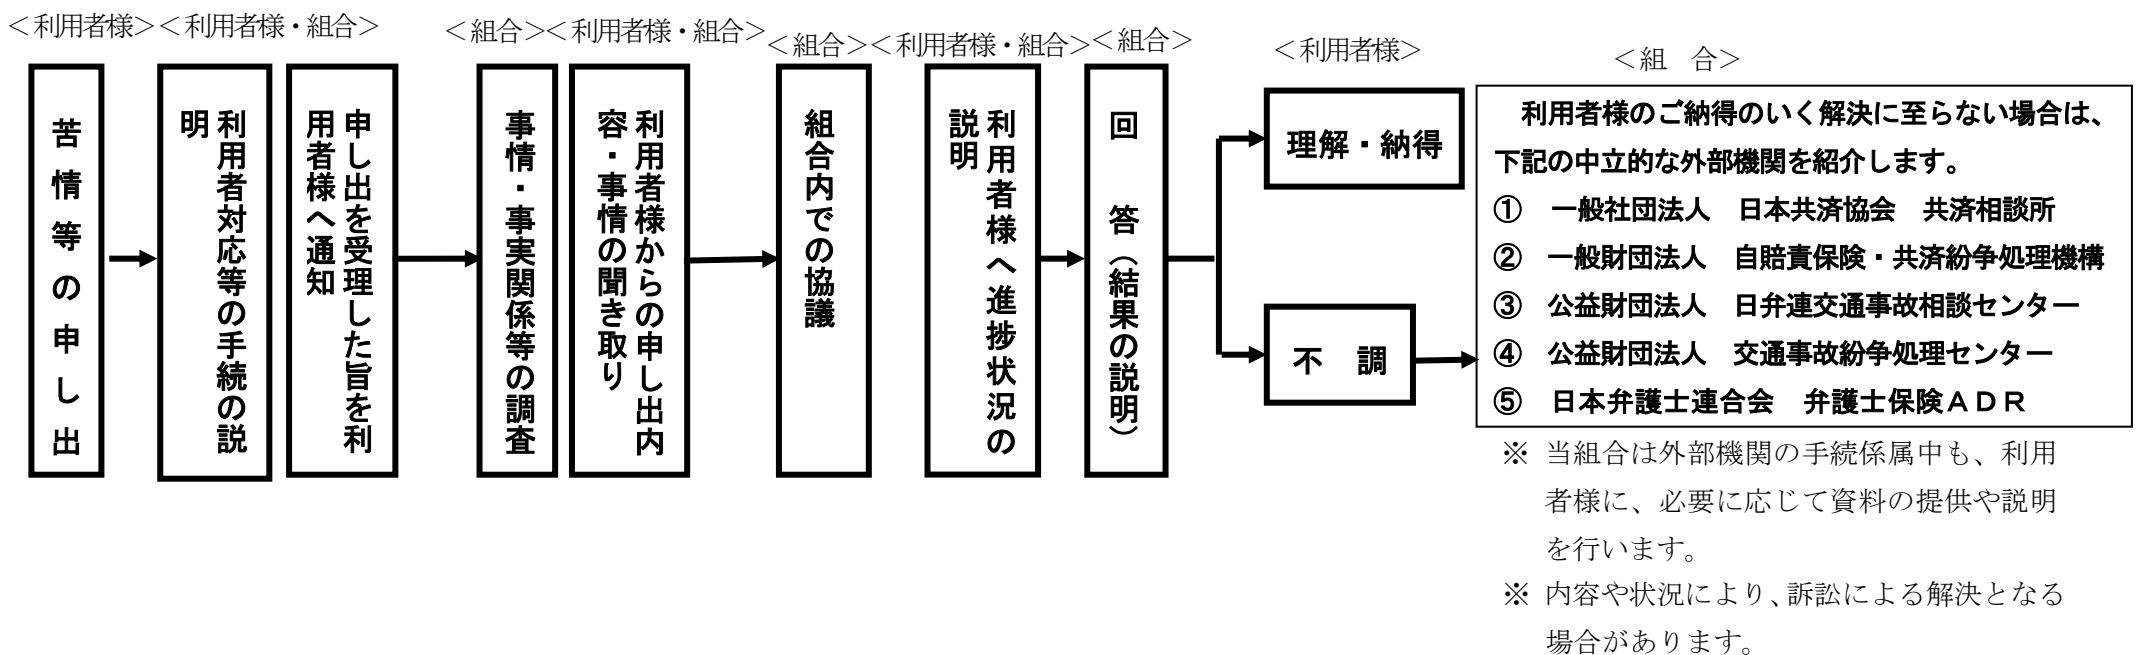 ＜利用者様＞
＜利用者様・組合＞
＜組合＞
＜利用者様・組合＞
＜組合＞
＜利用者様・組合＞
＜組合＞
＜利用者様＞
＜組　合＞
苦情等の申し出
利用者対応等の手続の説
明
申し出を受理した旨を利
用者様へ通知
事情・事実関係等の調査
利用者様からの申し出内
容・事情の聞き取り
組合内での協議
利用者様へ進捗状況の
説明
回　答（結果の説明）
理解・納得
不　調
利用者様のご納得のいく解決に至らない場合は、
下記の中立的な外部機関を紹介します。
①　一般社団法人　日本共済協会　共済相談所
②　一般財団法人　自賠責保険・共済紛争処理機構
③　公益財団法人　日弁連交通事故相談センター
④　公益財団法人　交通事故紛争処理センター
⑤　日本弁護士連合会　弁護士保険ＡＤＲ
※ 当組合は外部機関の手続係属中も、利用
者様に、必要に応じて資料の提供や説明
を行います。
※ 内容や状況により、訴訟による解決となる
場合があります。